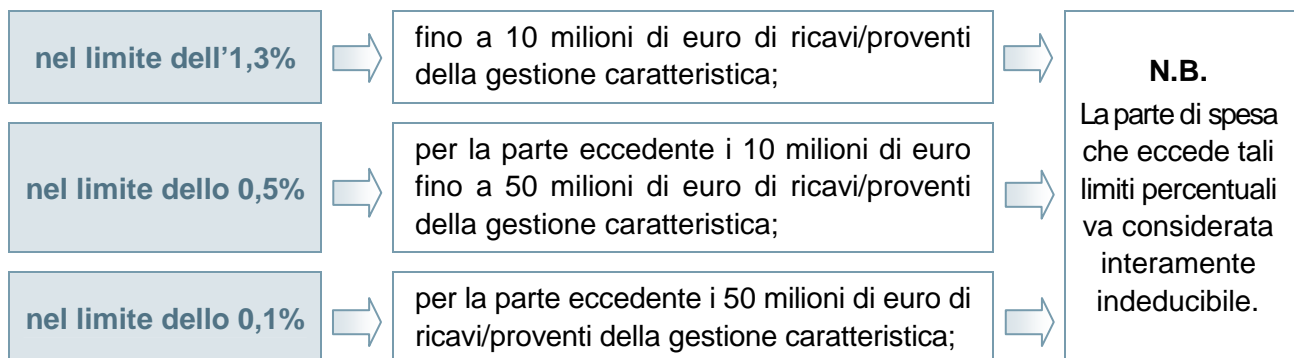 nel limite dell’1,3%
fino a 10 milioni di euro di ricavi/proventi
della gestione caratteristica;
nel limite dello 0,5%
per la parte eccedente i 10 milioni di euro
fino a 50 milioni di euro di ricavi/proventi
della gestione caratteristica;
nel limite dello 0,1%
per la parte eccedente i 50 milioni di euro di
ricavi/proventi della gestione caratteristica;
N.B.
La parte di spesa
che eccede tali
limiti percentuali
va considerata
interamente
indeducibile.